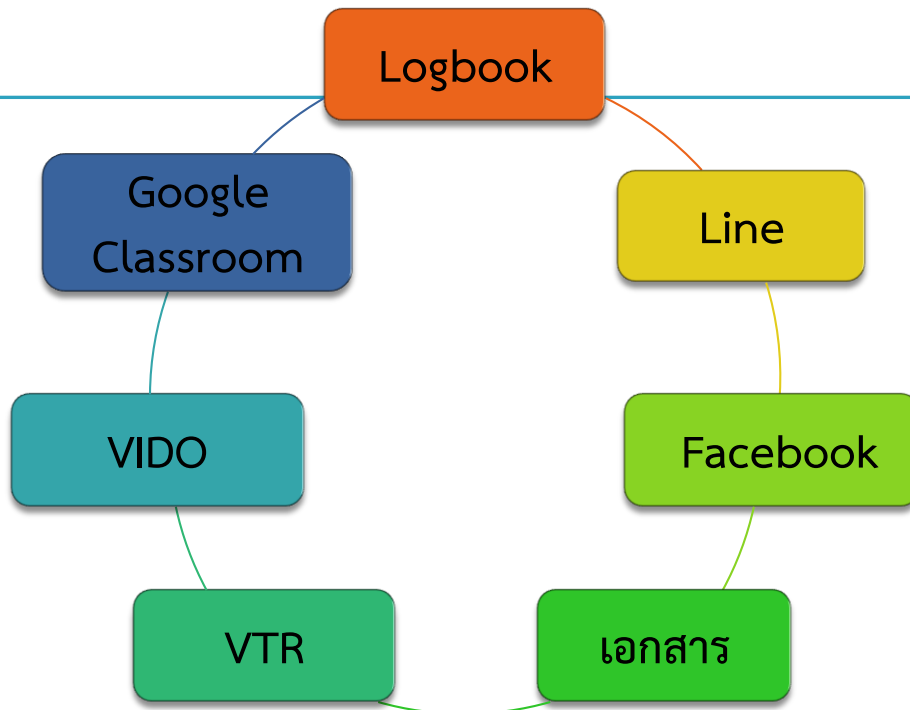 Logbook
Google
Classroom
Line
VIDO
Facebook
VTR
เอกสาร